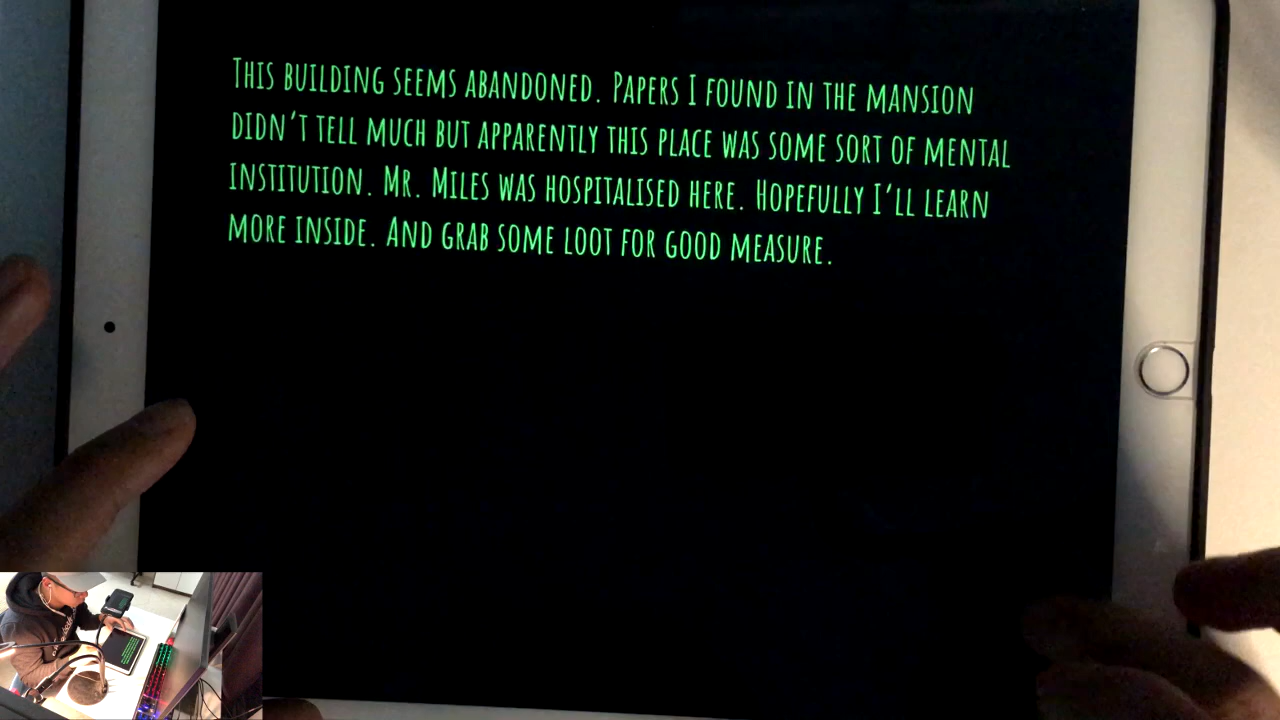 This building seems abandoned. Papers I found in the mansion
didn't tell much but apparently this place was some sort of mental
institution. Mr. Miles was hospitalised here. Hopefully I'll learn
more inside. And grab some loot for good measure.